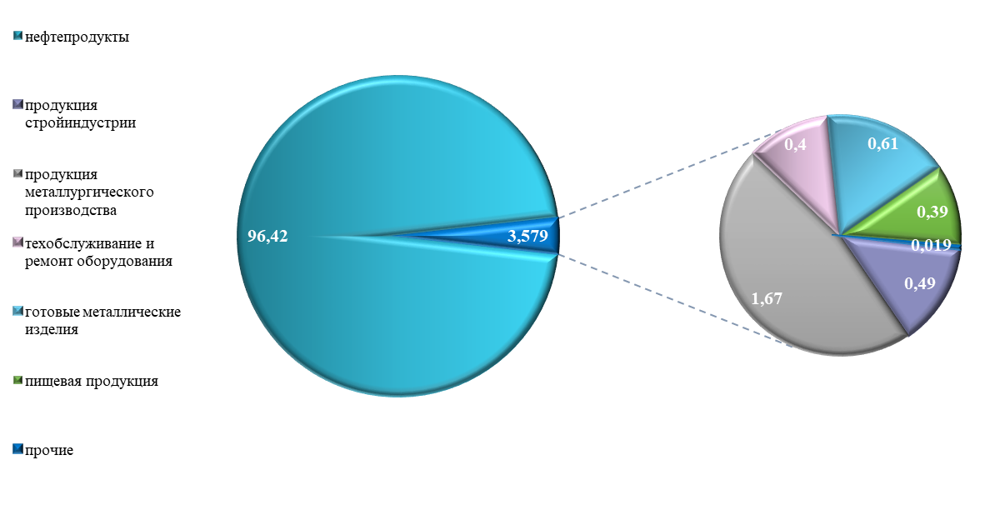 нефтепродукты
продукция
стройиндустрии
продукция
металлургического
производства
техобслуживание и
ремонт оборудования
готовые металлические
изделия
пищевая продукция
прочие
96,42
3,579
0,4
0,61
0,39
0,019
0,49
1,67